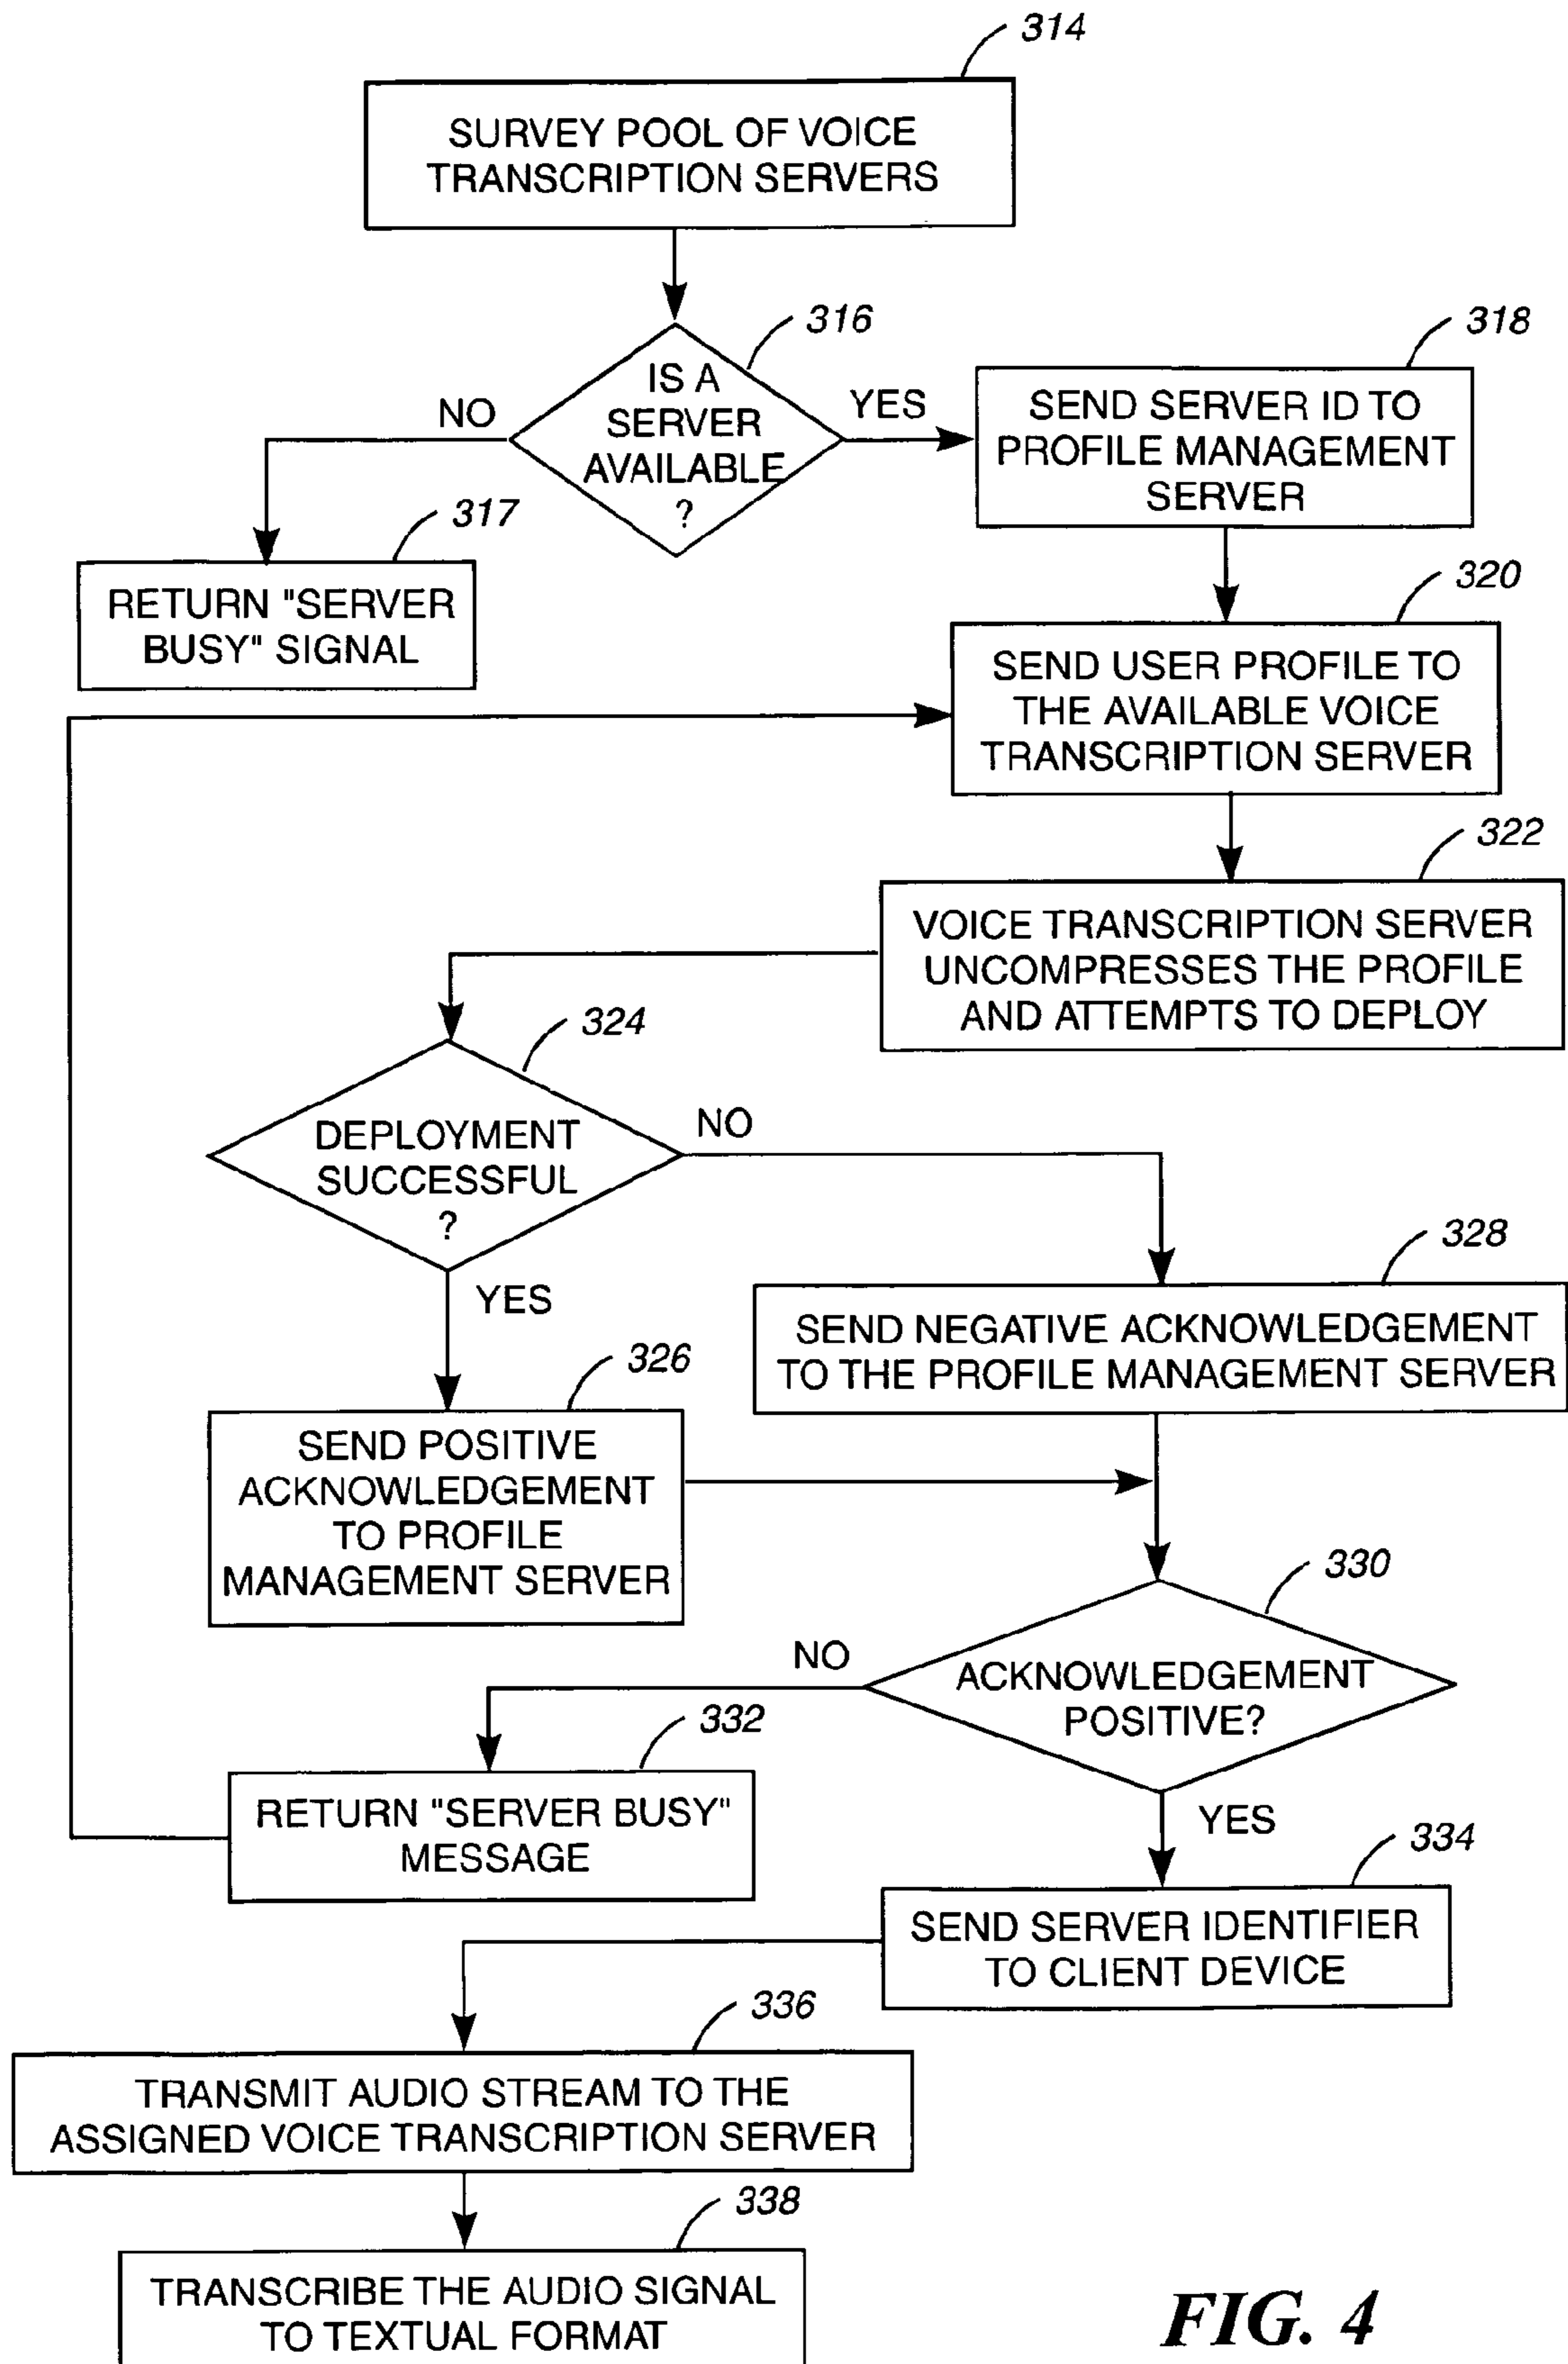 314
SURVEY POOL OF VOICE
TRANSCRIPTION SERVERS
316
IS A
SERVER
AVAILABLE
?
NO
YES
318
SEND SERVER ID TO
PROFILE MANAGEMENT
SERVER
317
RETURN "SERVER
BUSY" SIGNAL
320
SEND USER PROFILE TO
THE AVAILABLE VOICE
TRANSCRIPTION SERVER
322
VOICE TRANSCRIPTION SERVER
UNCOMPRESSES THE PROFILE
AND ATTEMPTS TO DEPLOY
324
DEPLOYMENT
SUCCESSFUL
?
NO
YES
328
SEND NEGATIVE ACKNOWLEDGEMENT
TO THE PROFILE MANAGEMENT SERVER
326
SEND POSITIVE
ACKNOWLEDGEMENT
TO PROFILE
MANAGEMENT SERVER
330
ACKNOWLEDGEMENT
POSITIVE?
NO
YES
332
RETURN "SERVER BUSY"
MESSAGE
334
SEND SERVER IDENTIFIER
TO CLIENT DEVICE
336
TRANSMIT AUDIO STREAM TO THE
ASSIGNED VOICE TRANSCRIPTION SERVER
338
TRANSCRIBE THE AUDIO SIGNAL
TO TEXTUAL FORMAT
FIG. 4